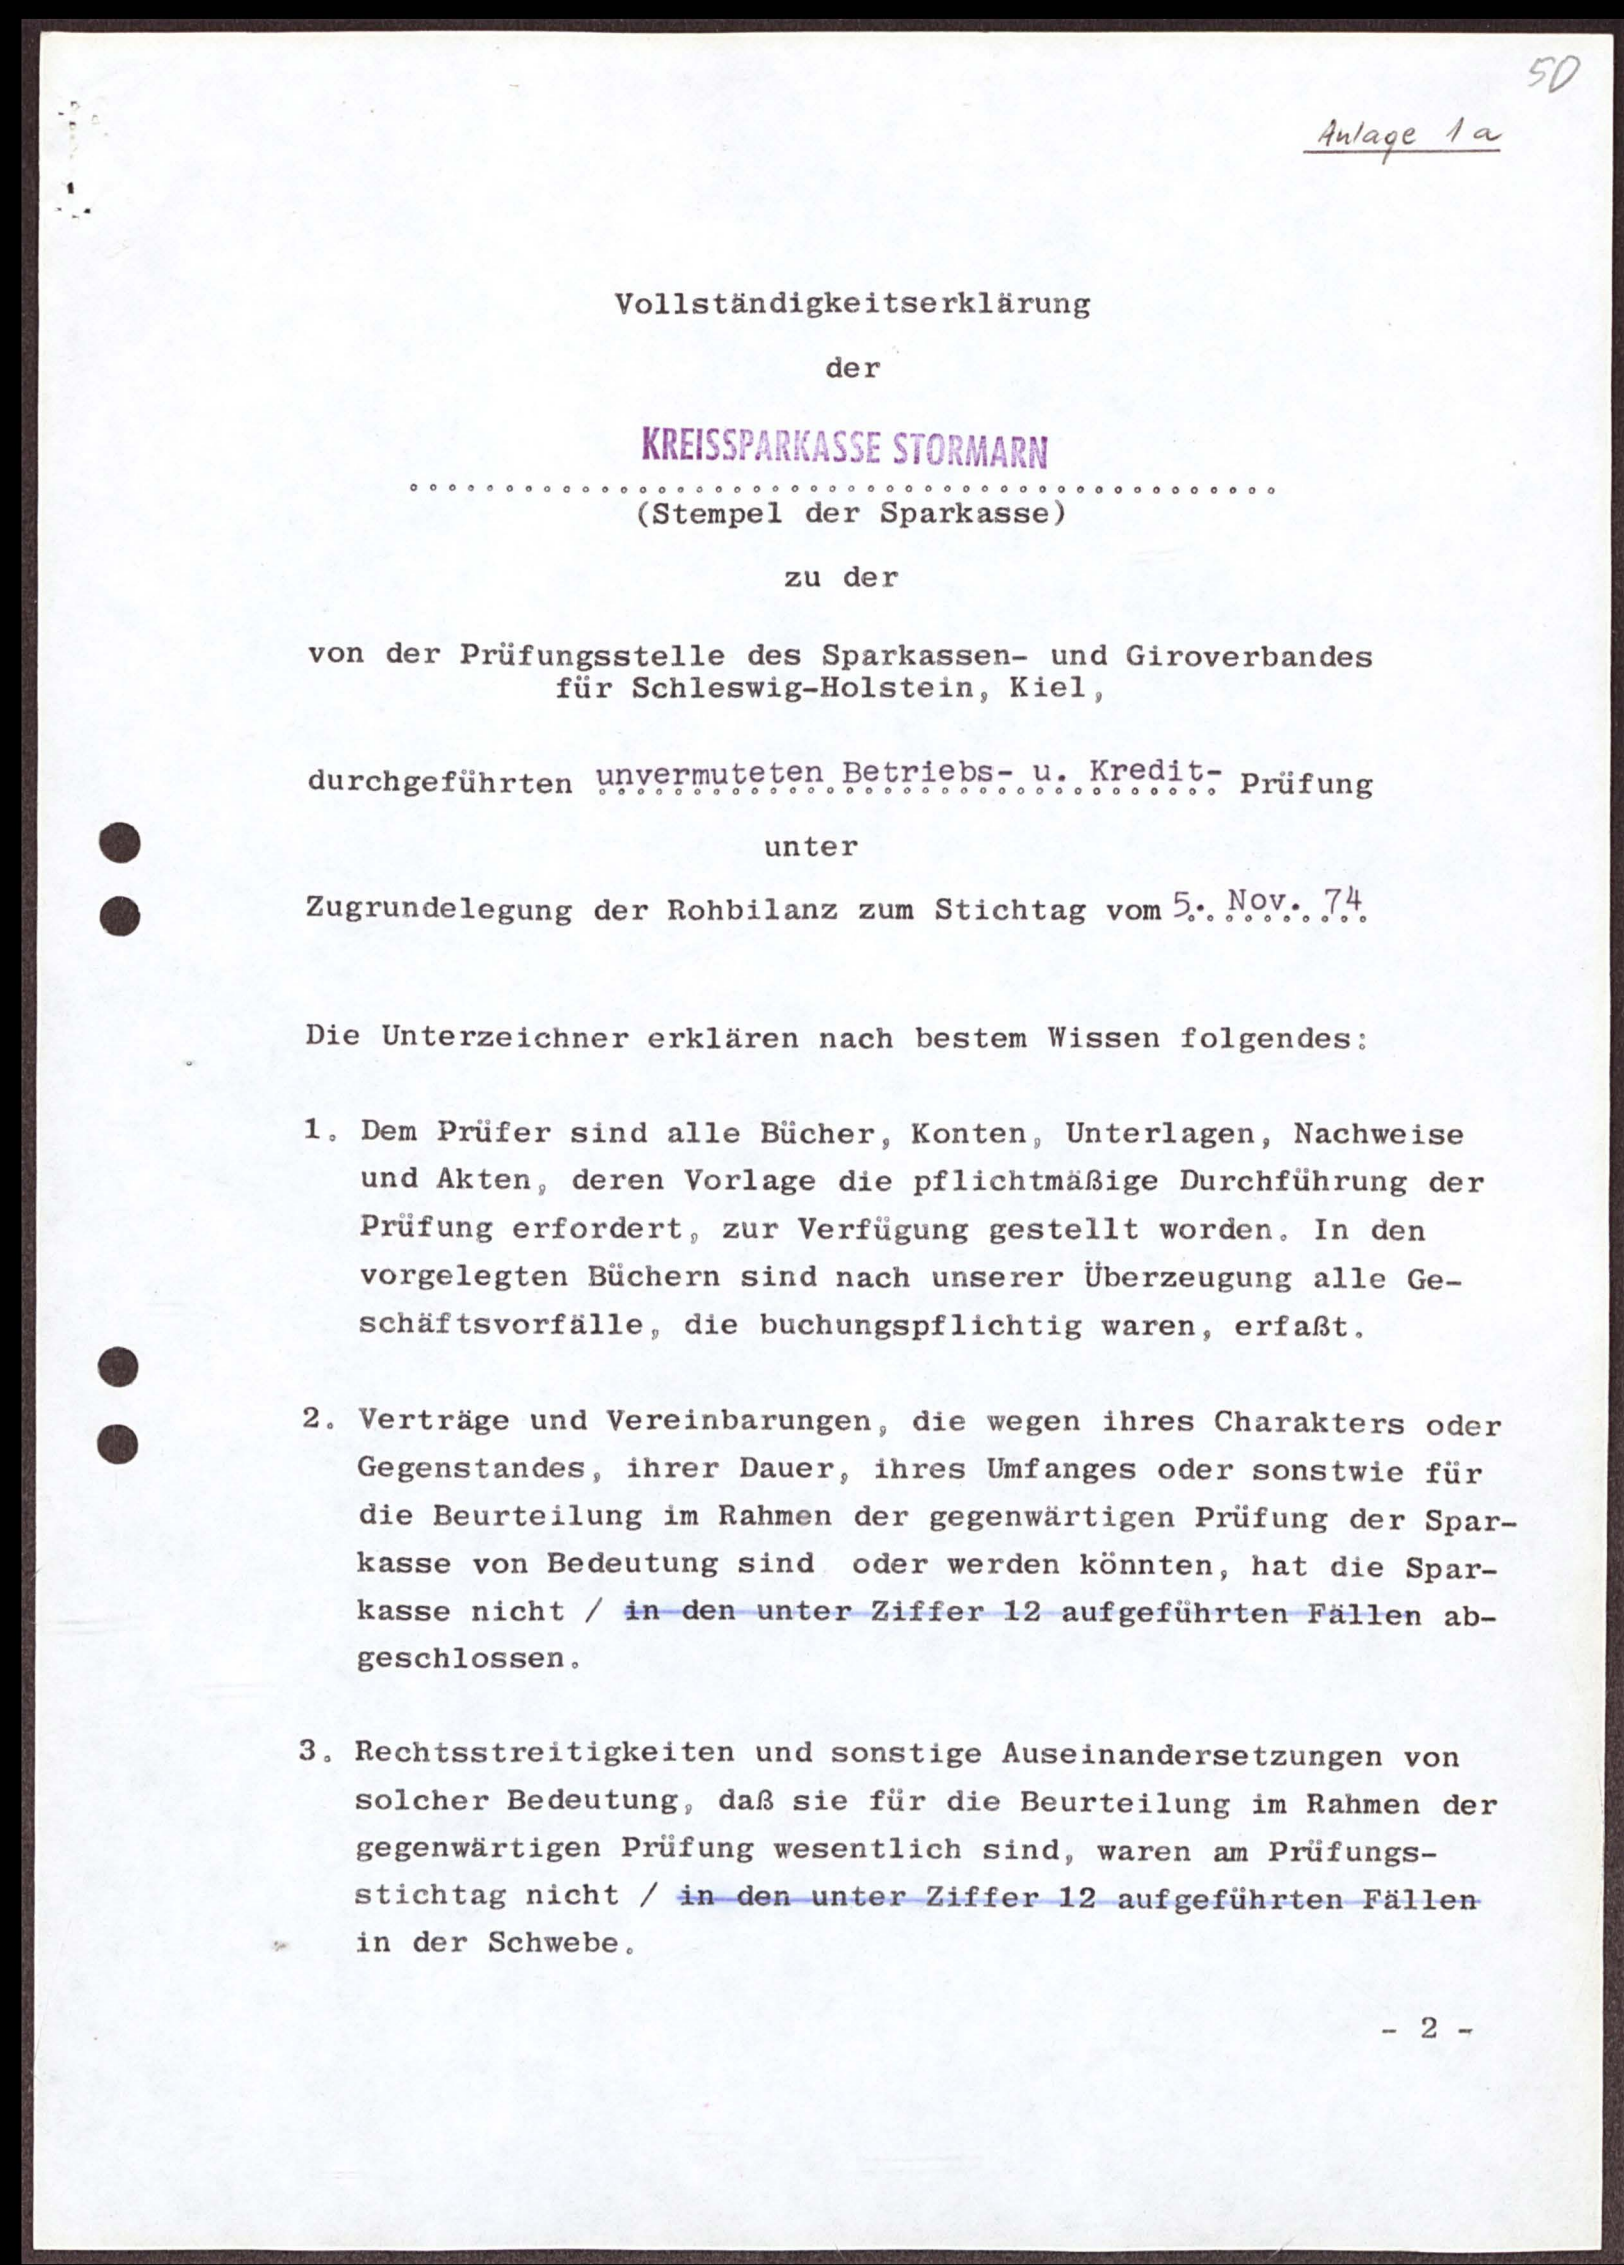 50
Anlage 1a
Vollständigkeitserklärung
der
KREISSPARKASSE STORMARN
(Stempel der Sparkasse)
zu der
von der Prüfungsstelle des Sparkassen- und Giroverbandes
für Schleswig-Holstein, Kiel,
durchgeführten unvermuteten Betriebs- u. Kredit- Prüfung
unter
Zugrundelegung der Rohbilanz zum Stichtag vom 5. Nov. 74
Die Unterzeichner erklären nach bestem Wissen folgendes:
1. Dem Prüfer sind alle Bücher, Konten, Unterlagen, Nachweise
und Akten, deren Vorlage die pflichtmäßige Durchführung der
Prüfung erfordert, zur Verfügung gestellt worden. In den
vorgelegten Büchern sind nach unserer Überzeugung alle Ge-
schäftsvorfälle, die buchungspflichtig waren, erfaßt.
2. Verträge und Vereinbarungen, die wegen ihres Charakters oder
Gegenstandes, ihrer Dauer, ihres Umfanges oder sonstwie für
die Beurteilung im Rahmen der gegenwärtigen Prüfung der Spar-
kasse von Bedeutung sind oder werden könnten, hat die Spar-
kasse nicht / in den unter Ziffer 12 aufgeführten Fällen ab-
geschlossen.
3. Rechtsstreitigkeiten und sonstige Auseinandersetzungen von
solcher Bedeutung, daß sie für die Beurteilung im Rahmen der
gegenwärtigen Prüfung wesentlich sind, waren am Prüfungs-
stichtag nicht / in den unter Ziffer 12 aufgeführten Fällen
in der Schwebe.
- 2 -